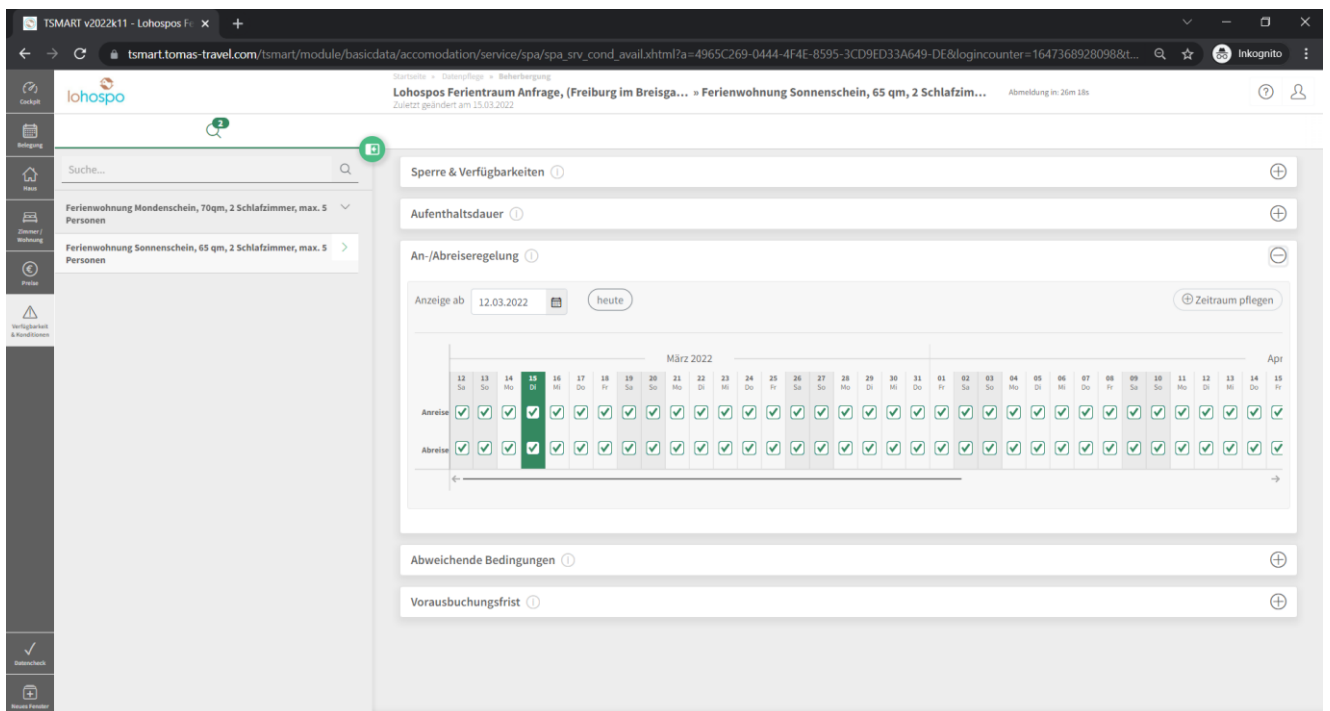 TSMART v2022k11 - Lohospos Fe
tsmart.tomas-travel.com/tsmart/module/basicdata/accomodation/service/spa/spa_srv_cond_avail.xhtml?a=4965C269-0444-4F4E-8595-3CD9ED33A649-DE&logincounter=1647368928098&t...
Inkognito
Cockpit
lohospo
Startseite » Datenpflege » Beherbergung
Lohospos Ferientraum Anfrage, (Freiburg im Breisga... » Ferienwohnung Sonnenschein, 65 qm, 2 Schlafzim...
Abmeldung in: 26m 18s
Zuletzt geändert am 15.03.2022
2
Belegung
Haus
Zimmer /
Wohnung
Preise
Verfügbarkeit
& Konditionen
Datencheck
Neues Fenster
Suche...
Ferienwohnung Mondenschein, 70qm, 2 Schlafzimmer, max. 5
Personen
Ferienwohnung Sonnenschein, 65 qm, 2 Schlafzimmer, max. 5
Personen
Sperre & Verfügbarkeiten
Aufenthaltsdauer
An-/Abreiseregelung
Anzeige ab 12.03.2022 heute
Zeitraum pflegen
März 2022 Apr
12 13 14 15 16 17 18 19 20 21 22 23 24 25 26 27 28 29 30 31 01 02 03 04 05 06 07 08 09 10 11 12 13 14 15
Sa So Mo Di Mi Do Fr Sa So Mo Di Mi Do Fr Sa So Mo Di Mi Do Fr Sa So Mo Di Mi Do Fr Sa So Mo Di Mi Do Fr
Anreise
Abreise
Abweichende Bedingungen
Vorausbuchungsfrist